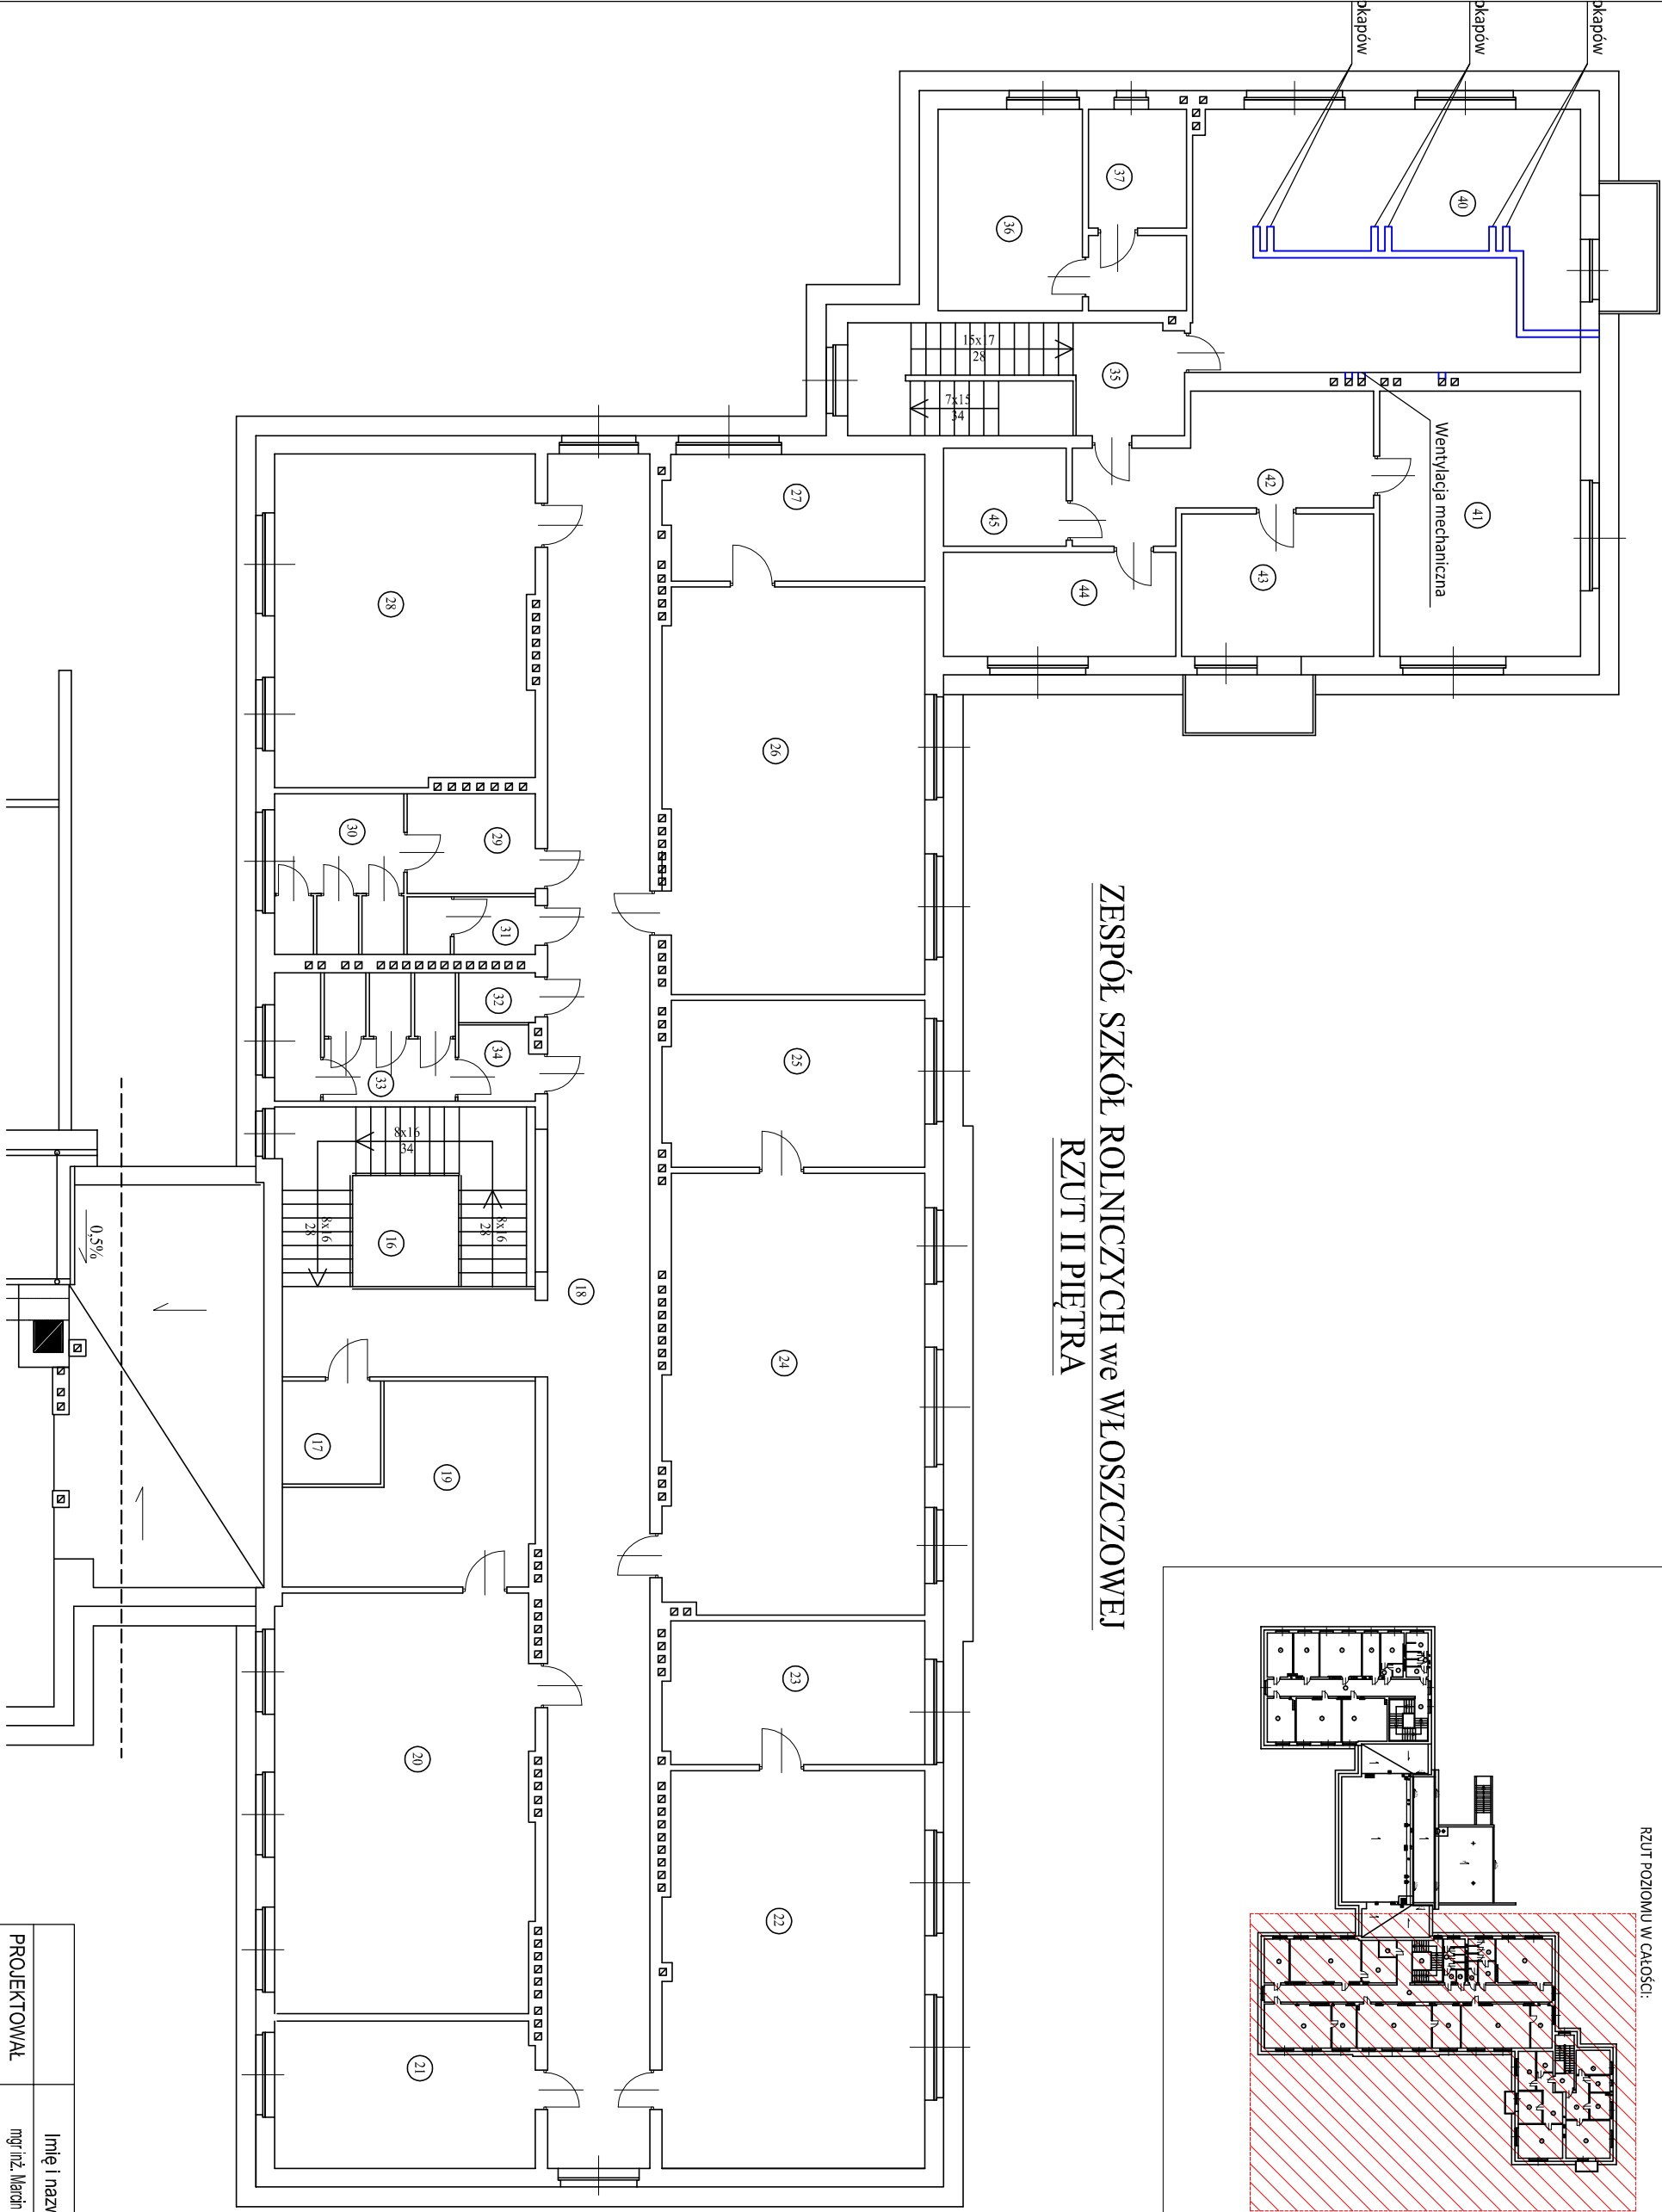 okapów
okapów
okapów
Wentylacja mechaniczna
ZESPÓŁ SZKÓŁ ROLNICZYCH we WŁOSZCZOWEJ
RZUT II PIĘTRA
RZUT POZIOMU W CAŁOŚCI:
40
37
36
35
15x17
28
7x15
34
41
42
43
44
45
27
28
26
29
30
31
32
34
33
25
8x16
34
8x16
28
8x16
28
16
18
24
17
19
23
20
22
21
0,5%
PROJEKTOWAŁ
Imię i nazw
mgr inż. Marcin